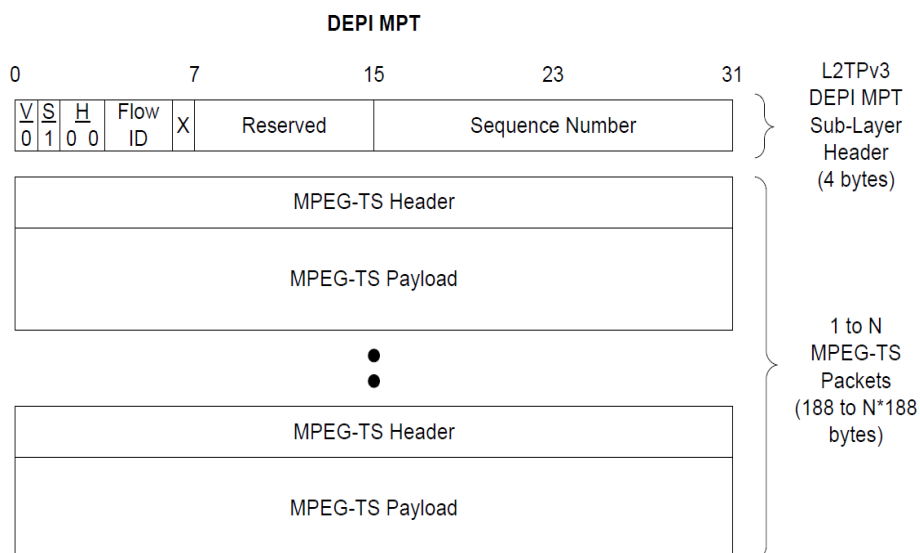 DEPI MPT
0 7 15 23 31
V S H Flow ID X Reserved Sequence Number
0 1 0 0
L2TPv3
DEPI MPT
Sub-Layer
Header
(4 bytes)
MPEG-TS Header
MPEG-TS Payload
1 to N
MPEG-TS
Packets
(188 to N*188
bytes)
MPEG-TS Header
MPEG-TS Payload